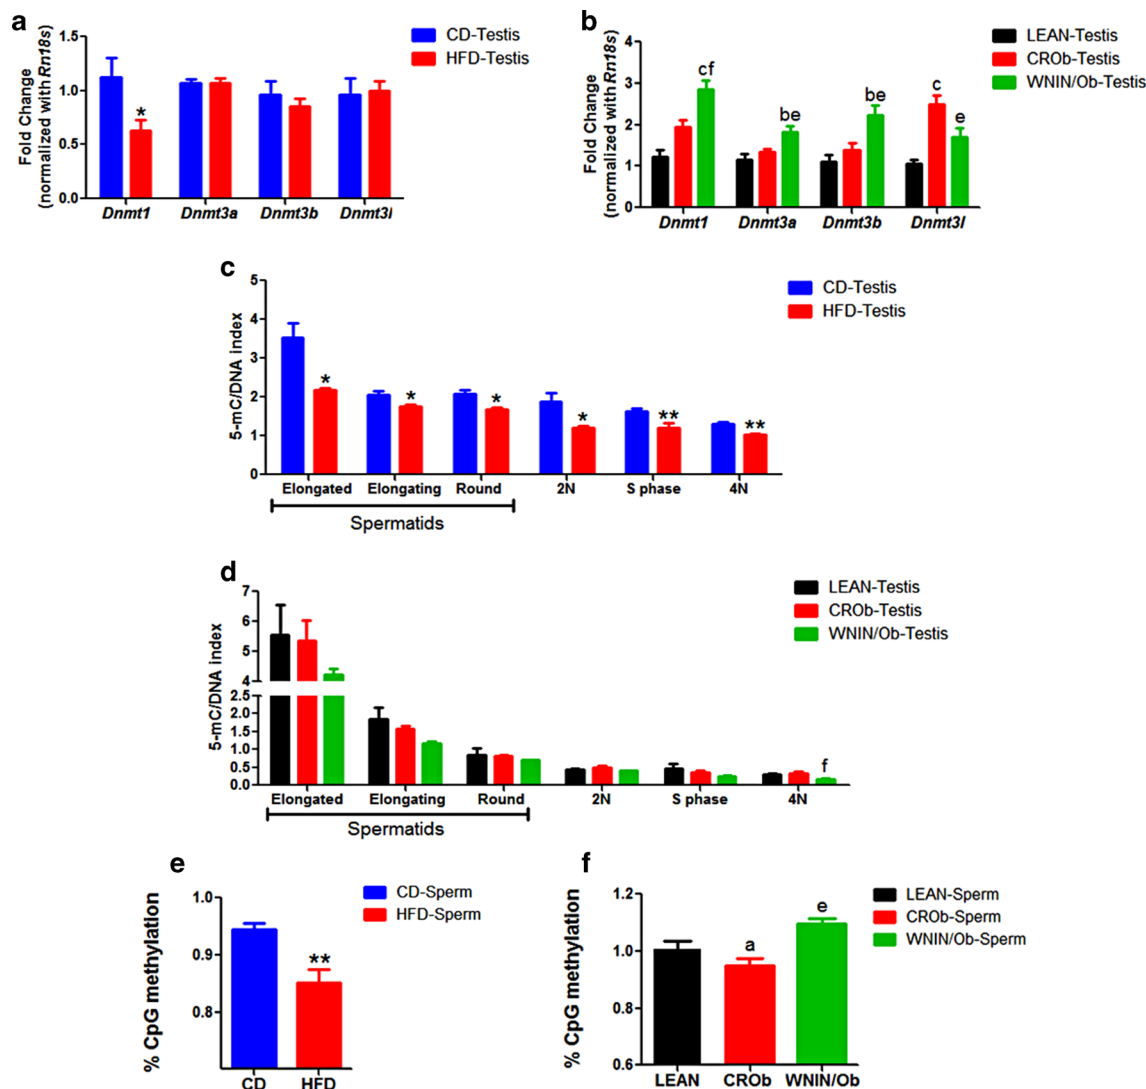 a
Fold Change
(normalized with Rn18s)
1.5
1.0
0.5
0.0
*
Dnmt1 Dnmt3a Dnmt3b Dnmt3l
CD-Testis
HFD-Testis
b
Fold Change
(normalized with Rn18s)
4
3
2
1
0
cf be be c e
Dnmt1 Dnmt3a Dnmt3b Dnmt3l
LEAN-Testis
CROb-Testis
WNIN/Ob-Testis
c
5-mC/DNA index
5
4
3
2
1
0
* * * * ** **
Elongated Elongating Round 2N S phase 4N
Spermatids
CD-Testis
HFD-Testis
d
5-mC/DNA index
7
6
5
4
2.5
2.0
1.5
1.0
0.5
0.0
f
Elongated Elongating Round 2N S phase 4N
Spermatids
LEAN-Testis
CROb-Testis
WNIN/Ob-Testis
e
% CpG methylation
1.0
0.9
0.8
**
CD HFD
CD-Sperm
HFD-Sperm
f
% CpG methylation
1.2
1.0
0.8
0.6
a e
LEAN CROb WNIN/Ob
LEAN-Sperm
CROb-Sperm
WNIN/Ob-Sperm